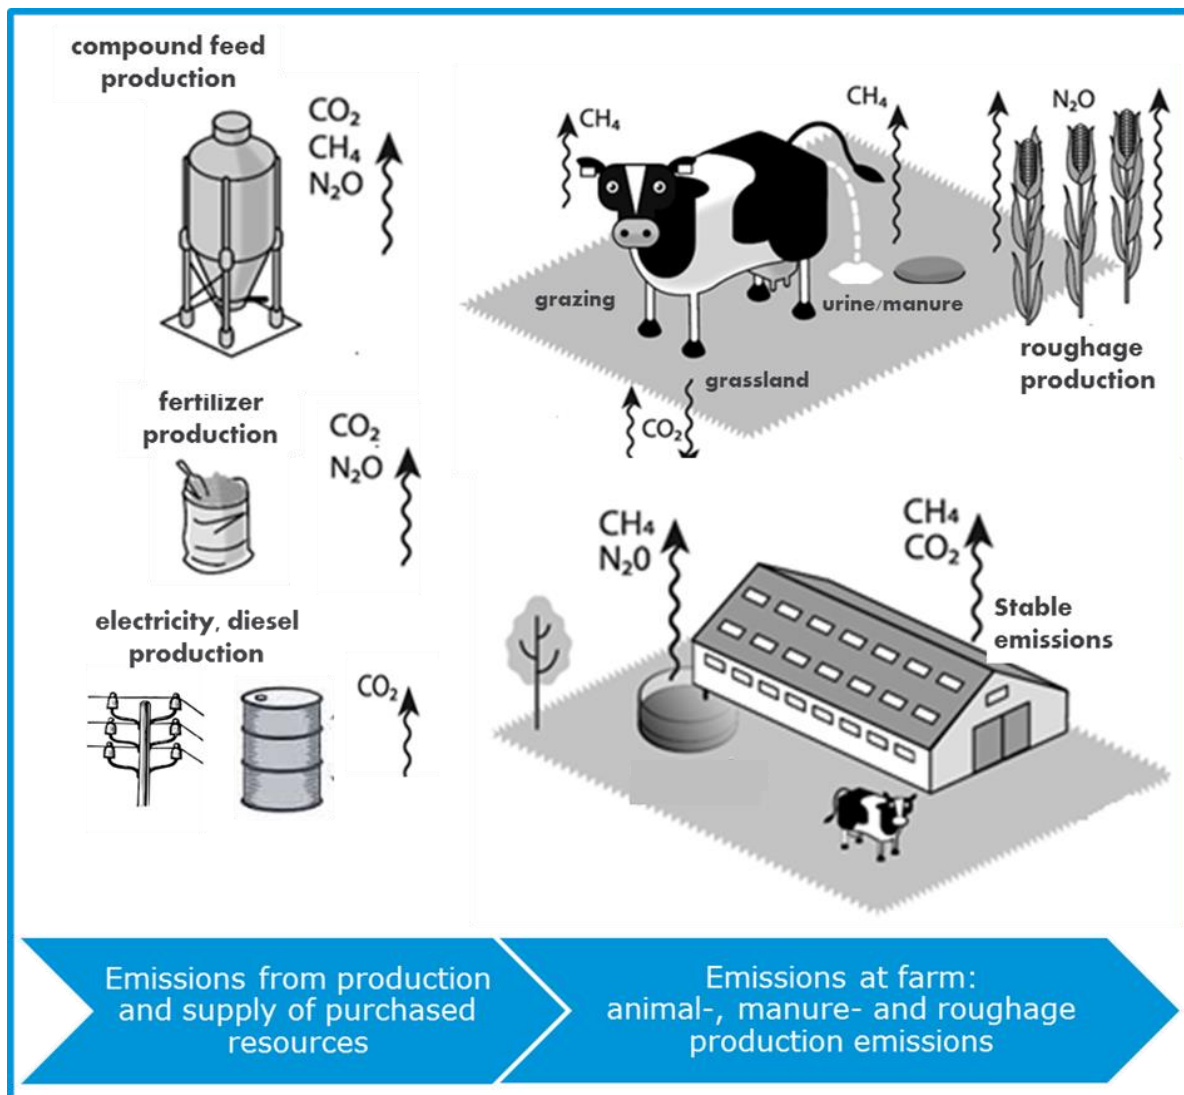 compound feed
production
CO₂
CH₄
N₂O
fertilizer
production
CO₂
N₂O
electricity, diesel
production
CO₂
CH₄
CH₄
N₂O
grazing
urine/manure
grassland
CO₂
roughage
production
CH₄
N₂0
CH₄
CO₂
Stable
emissions
Emissions from production
and supply of purchased
resources
Emissions at farm:
animal-, manure- and roughage
production emissions